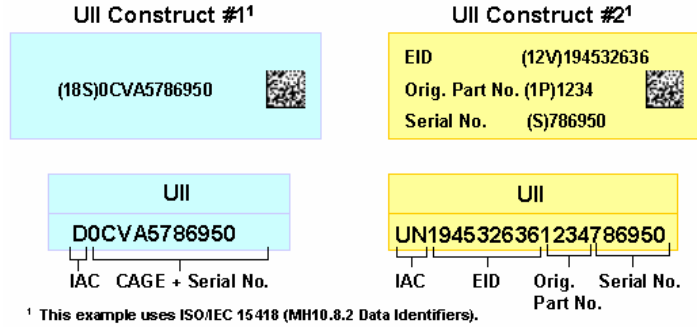 UII Construct #1¹
(18S)0CVA5786950
UII
D0CVA5786950
IAC CAGE + Serial No.
UII Construct #2¹
EID (12V)194532636
Orig. Part No. (1P)1234
Serial No. (S)786950
UII
UN1945326361234786950
IAC EID Orig. Part No. Serial No.
¹ This example uses ISO/IEC 15418 (MH10.8.2 Data Identifiers).